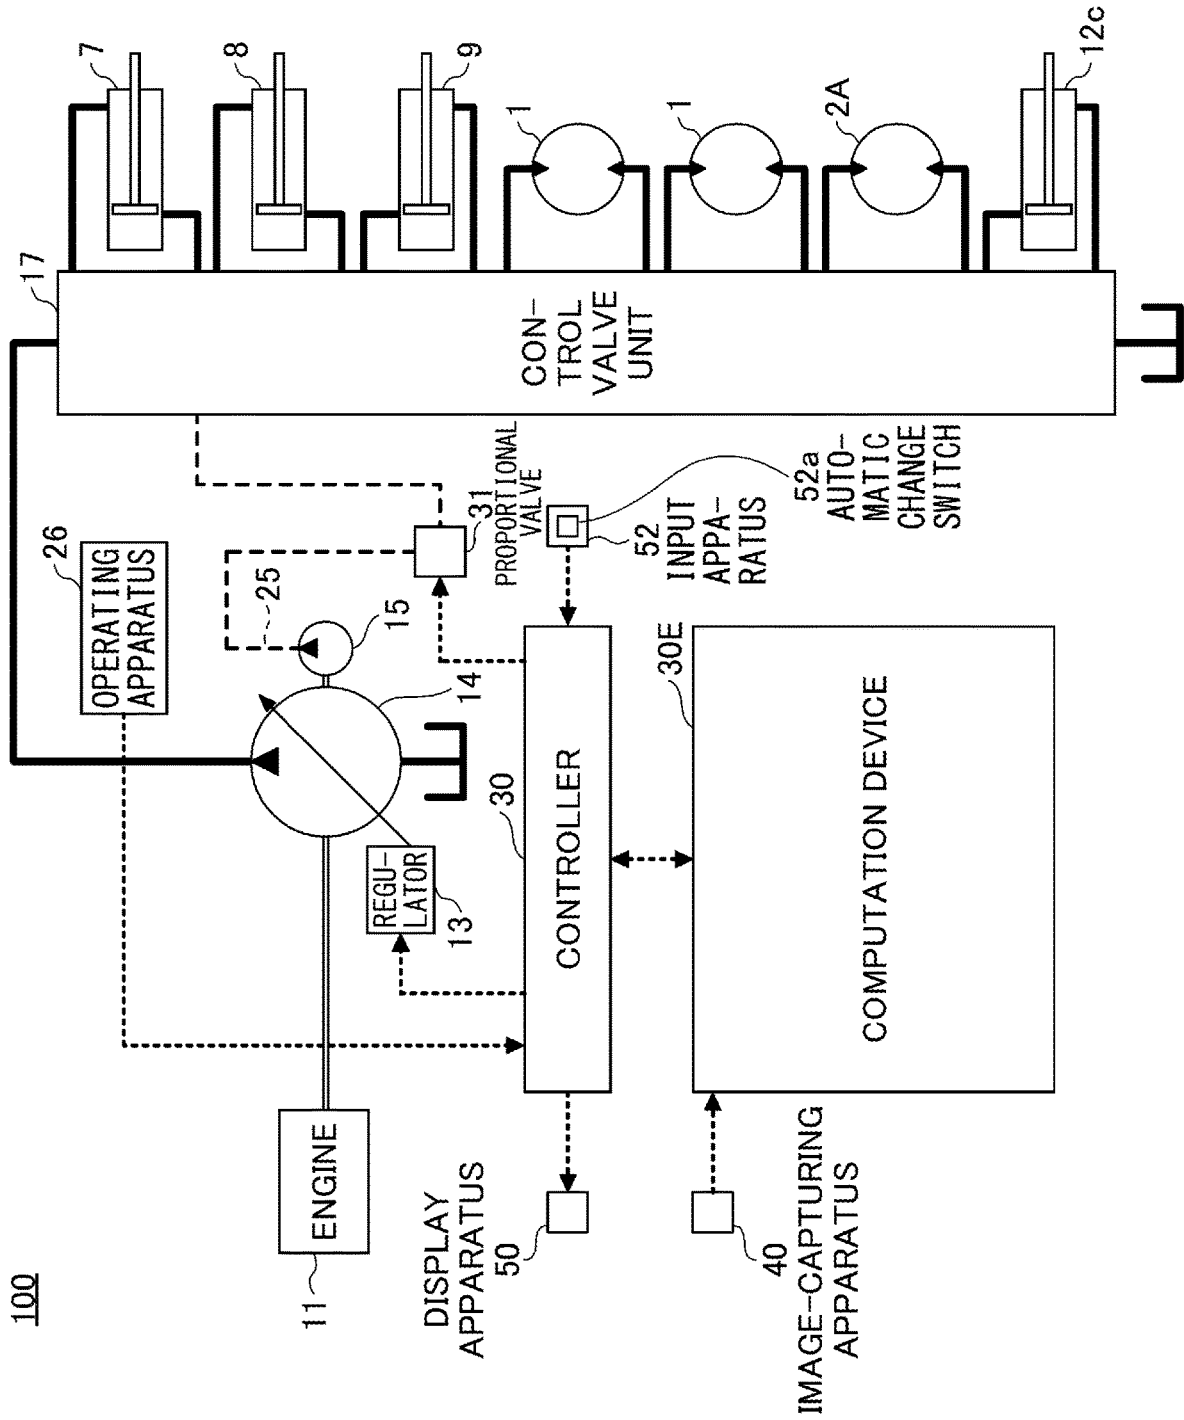 100
11
ENGINE
26
OPERATING
APPARATUS
REGU-
LATOR
13
14
15
25
31
PROPORTIONAL
VALVE
17
CON-
TROL
VALVE
UNIT
7
8
9
1
1
2A
12c
30
CONTROLLER
52
INPUT
APPA-
RATUS
52a
AUTO-
MATIC
CHANGE
SWITCH
30E
COMPUTATION DEVICE
DISPLAY
APPARATUS
50
40
IMAGE-CAPTURING
APPARATUS